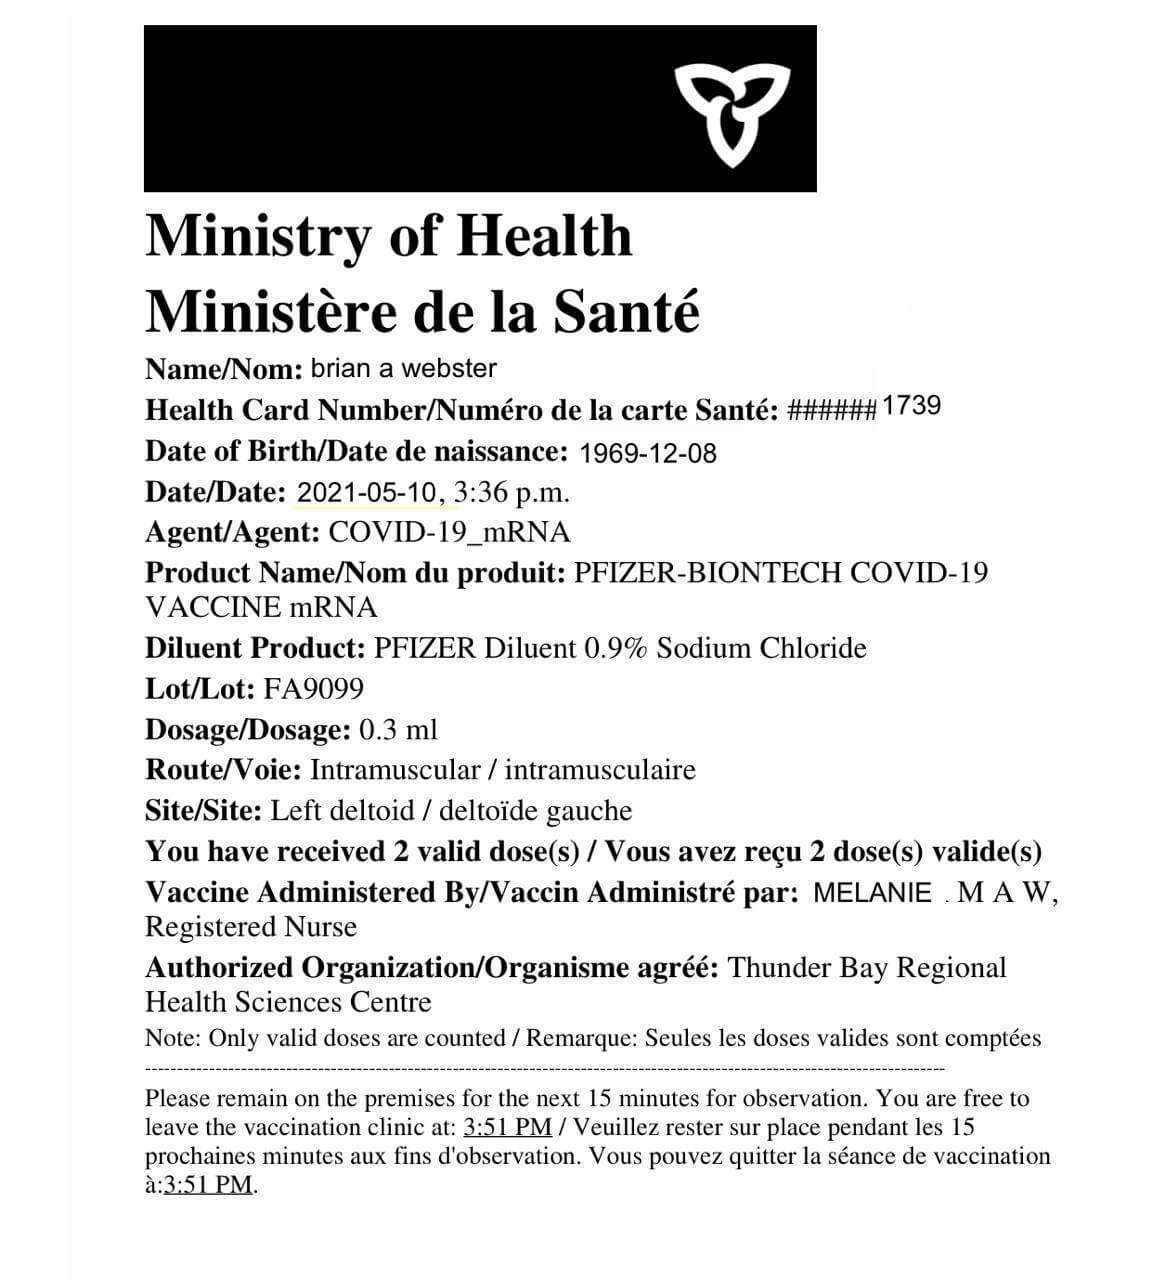 Ministry of Health
Ministère de la Santé
Name/Nom: brian a webster
Health Card Number/Numéro de la carte Santé: ######1739
Date of Birth/Date de naissance: 1969-12-08
Date/Date: 2021-05-10, 3:36 p.m.
Agent/Agent: COVID-19_mRNA
Product Name/Nom du produit: PFIZER-BIONTECH COVID-19
VACCINE mRNA
Diluent Product: PFIZER Diluent 0.9% Sodium Chloride
Lot/Lot: FA9099
Dosage/Dosage: 0.3 ml
Route/Voie: Intramuscular / intramusculaire
Site/Site: Left deltoid / deltoïde gauche
You have received 2 valid dose(s) / Vous avez reçu 2 dose(s) valide(s)
Vaccine Administered By/Vaccin Administré par: MELANIE . M A W,
Registered Nurse
Authorized Organization/Organisme agréé: Thunder Bay Regional
Health Sciences Centre
Note: Only valid doses are counted / Remarque: Seules les doses valides sont comptées
--------------------------------------------------------------------------------------------------------------------------------
Please remain on the premises for the next 15 minutes for observation. You are free to
leave the vaccination clinic at: 3:51 PM / Veuillez rester sur place pendant les 15
prochaines minutes aux fins d'observation. Vous pouvez quitter la séance de vaccination
à:3:51 PM.